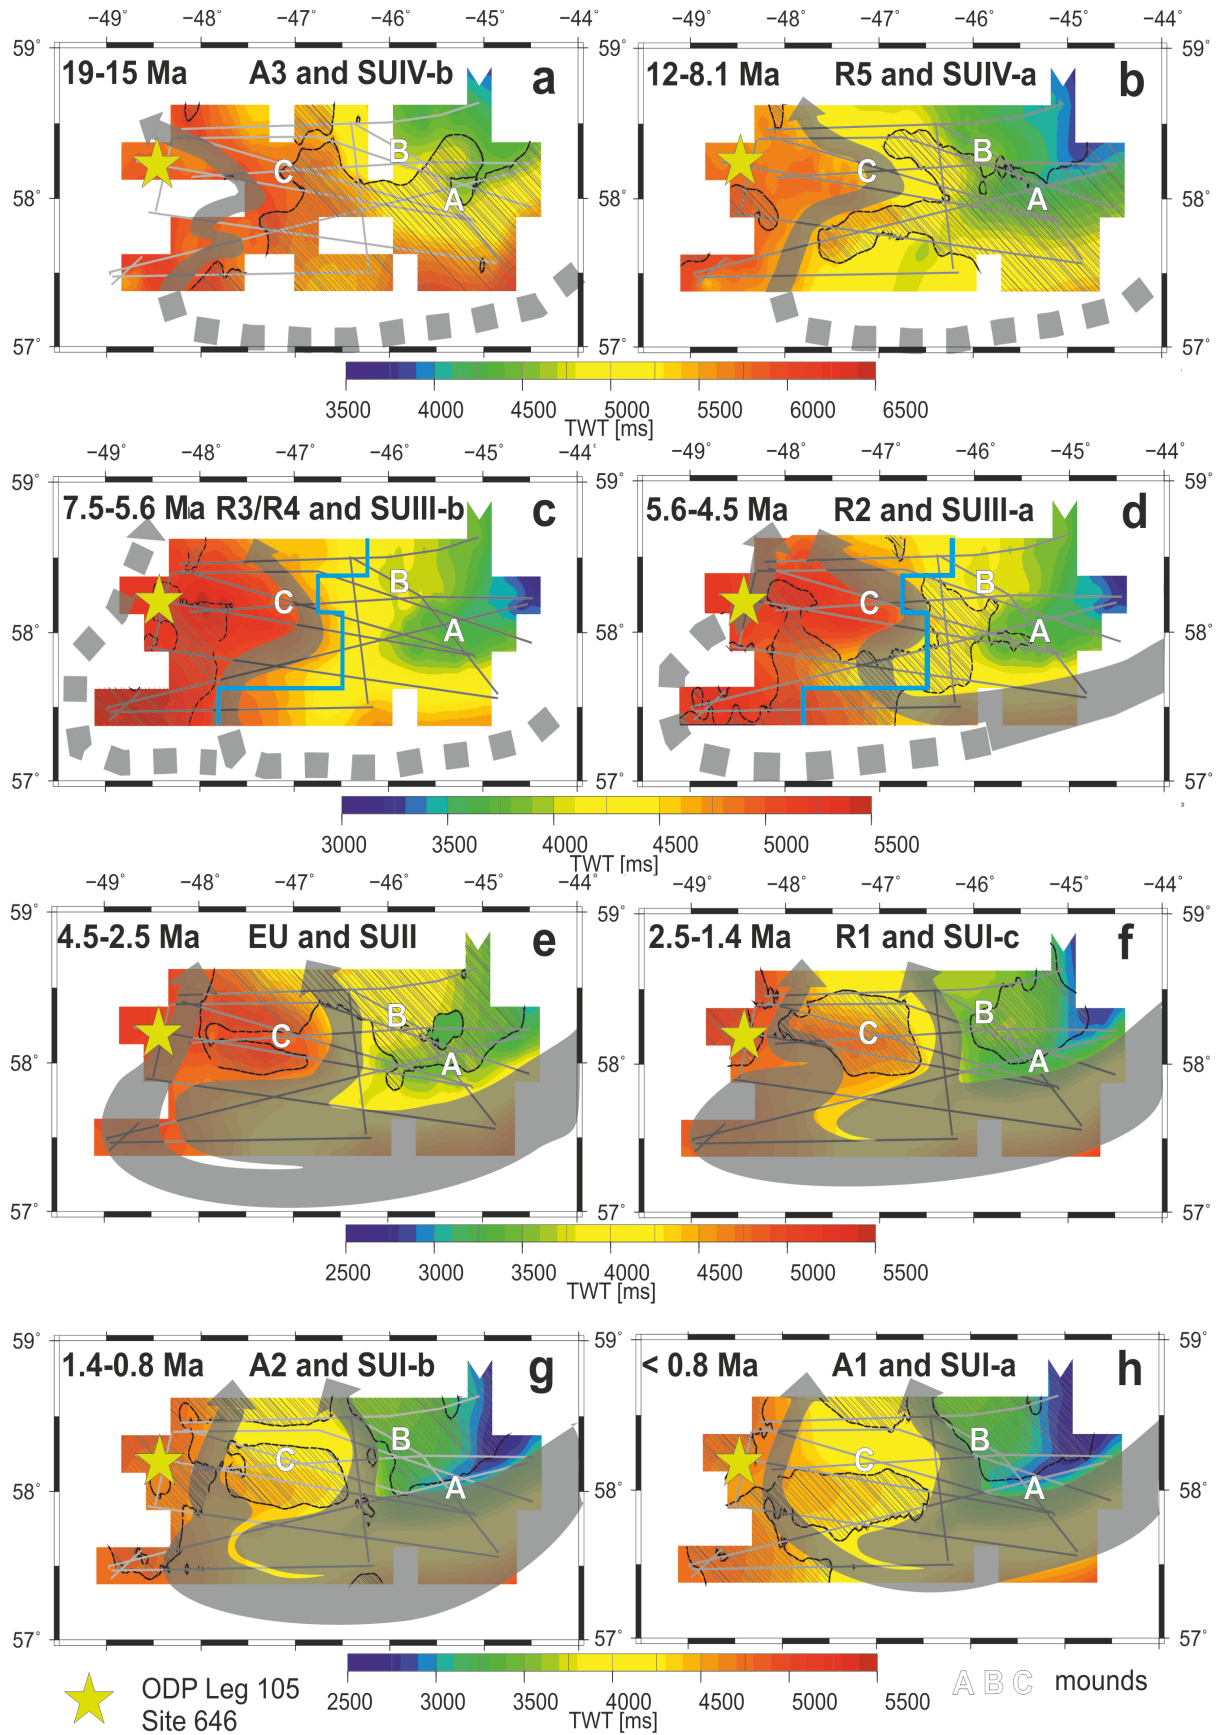 −49° −48° −47° −46° −45° −44° −49° −48° −47° −46° −45° −44°
59° 59° 59°
19-15 Ma A3 and SUIV-b a 12-8.1 Ma R5 and SUIV-a b
B B
C C
58° A 58° A 58°
57° 57° 57°
3500 4000 4500 5000 5500 6000 6500
TWT [ms]
−49° −48° −47° −46° −45° −44° −49° −48° −47° −46° −45° −44°
59° 59° 59°
7.5-5.6 Ma R3/R4 and SUIII-b c 5.6-4.5 Ma R2 and SUIII-a d
B B
C C
58° A 58° A 58°
57° 57° 57°
3000 3500 4000 4500 5000 5500
TWT [ms]
−49° −48° −47° −46° −45° −44° −49° −48° −47° −46° −45° −44°
59° 59° 59°
4.5-2.5 Ma EU and SUII e 2.5-1.4 Ma R1 and SUI-c f
B B
C C
58° A 58° A 58°
57° 57° 57°
2500 3000 3500 4000 4500 5000 5500
TWT [ms]
59° 59° 59°
1.4-0.8 Ma A2 and SUI-b g < 0.8 Ma A1 and SUI-a h
B B
C C
58° A 58° A 58°
57° 57° 57°
2500 3000 3500 4000 4500 5000 5500
TWT [ms]
ODP Leg 105
Site 646
A B C mounds